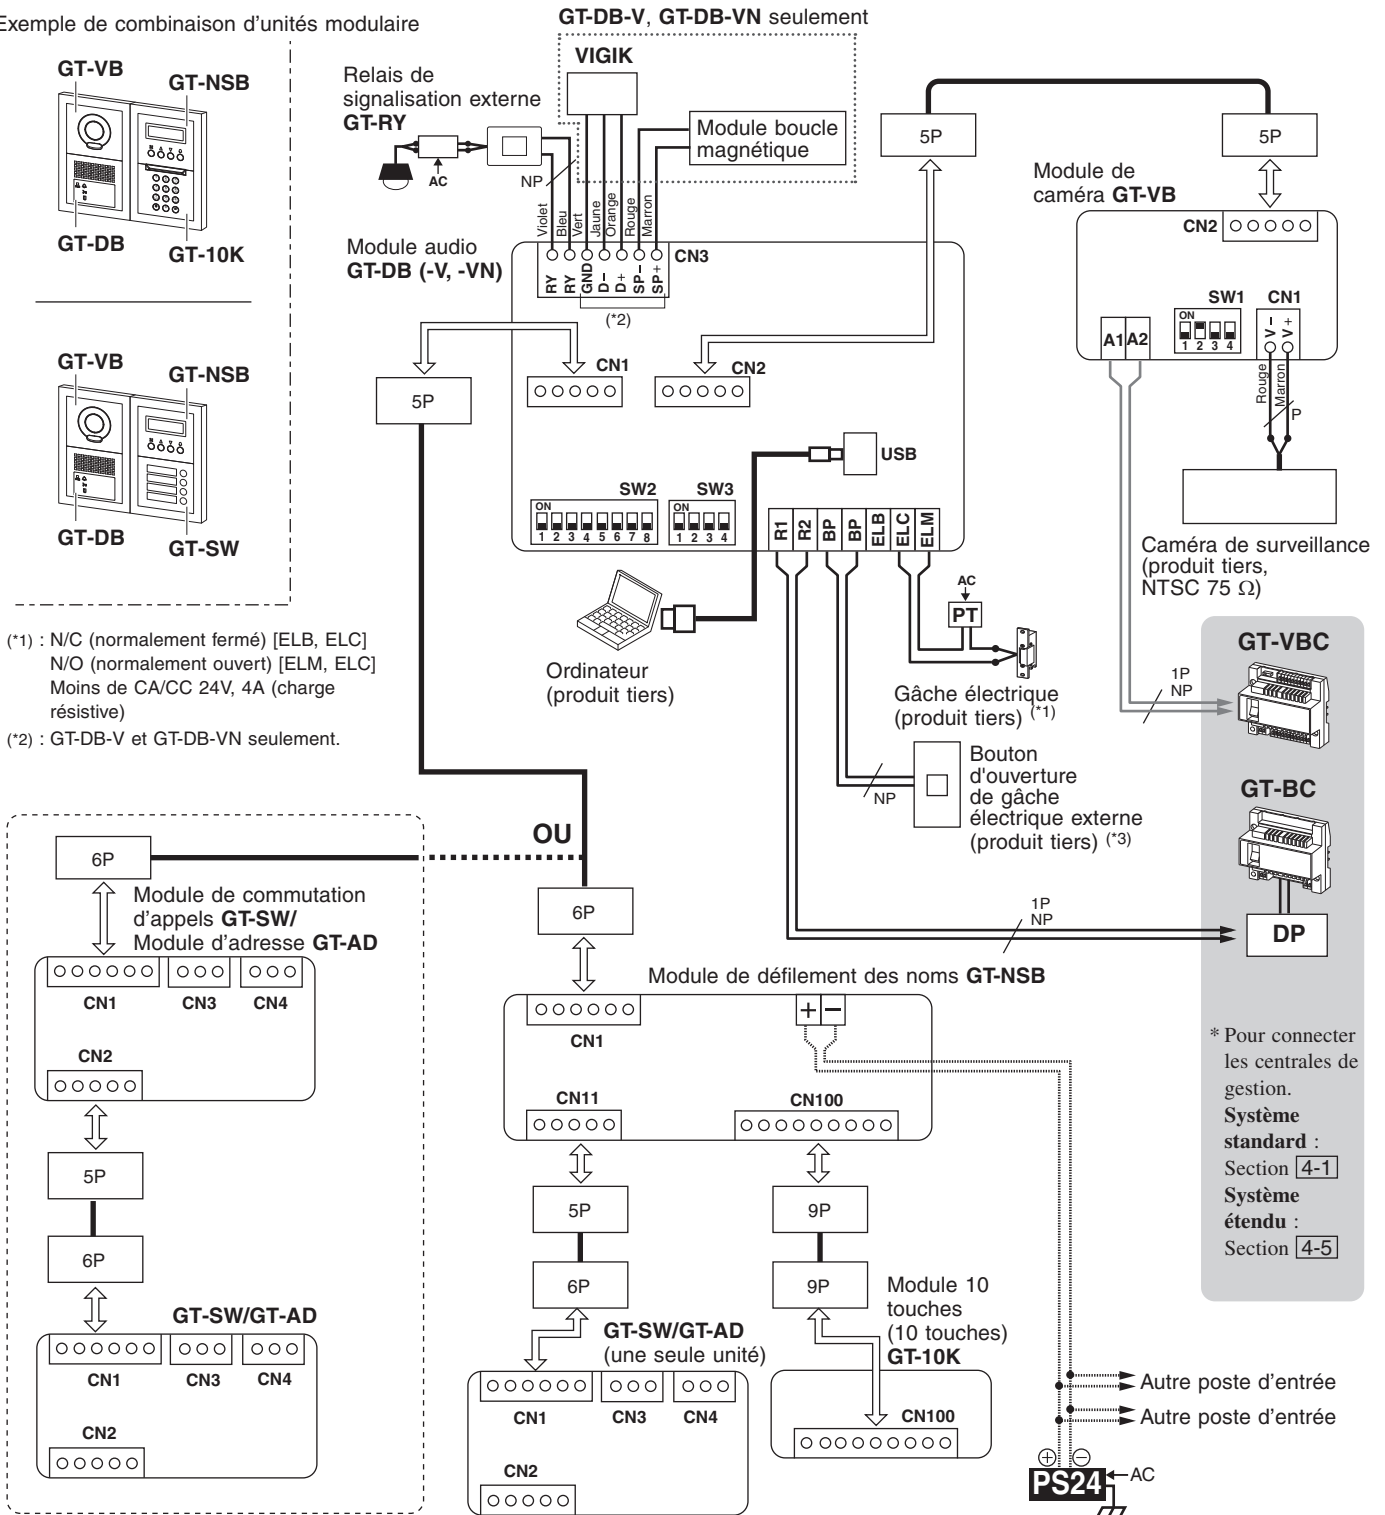 Exemple de combinaison d'unités modulaire
GT-VB
GT-NSB
GT-DB
GT-10K
GT-VB
GT-NSB
GT-DB
GT-SW
(*1) : N/C (normalement fermé) [ELB, ELC]
N/O (normalement ouvert) [ELM, ELC]
Moins de CA/CC 24V, 4A (charge
résistive)
(*2) : GT-DB-V et GT-DB-VN seulement.
GT-DB-V, GT-DB-VN seulement
VIGIK
Module boucle
magnétique
Relais de
signalisation externe
GT-RY
AC
NP
Violet
Bleu
Vert
Jaune
Orange
Rouge
Marron
Module audio
GT-DB (-V, -VN)
RY
RY
GND
D-
D+
SP-
SP+
CN3
(*2)
CN1
CN2
5P
USB
SW2
ON
1 2 3 4 5 6 7 8
SW3
ON
1 2 3 4
R1
R2
BP
BP
ELB
ELC
ELM
5P
5P
Module de
caméra GT-VB
CN2
A1
A2
SW1
ON
1 2 3 4
CN1
V-
V+
Rouge
Marron
P
Caméra de surveillance
(produit tiers,
NTSC 75 Ω)
Ordinateur
(produit tiers)
AC
PT
Gâche électrique
(produit tiers) (*1)
NP
Bouton
d'ouverture
de gâche
électrique externe
(produit tiers) (*3)
1P
NP
GT-VBC
GT-BC
1P
NP
DP
* Pour connecter
les centrales de
gestion.
Système
standard :
Section 4-1
Système
étendu :
Section 4-5
OU
6P
Module de commutation
d'appels GT-SW/
Module d'adresse GT-AD
CN1
CN3
CN4
CN2
5P
6P
GT-SW/GT-AD
CN1
CN3
CN4
CN2
6P
Module de défilement des noms GT-NSB
CN1
+ −
CN11
CN100
5P
9P
6P
9P
GT-SW/GT-AD
(une seule unité)
CN1
CN3
CN4
CN2
Module 10
touches
(10 touches)
GT-10K
CN100
Autre poste d'entrée
Autre poste d'entrée
+ −
PS24
AC